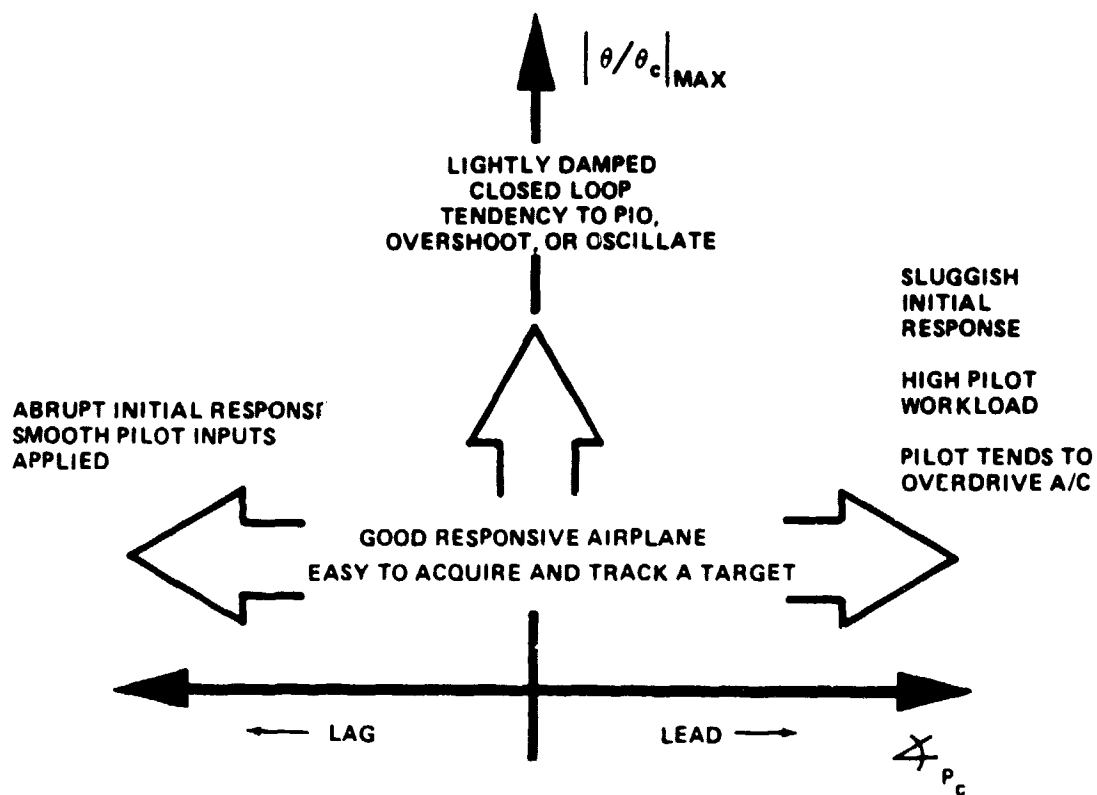 |θ/θc|MAX
LIGHTLY DAMPED
CLOSED LOOP
TENDENCY TO PIO,
OVERSHOOT, OR OSCILLATE
SLUGGISH
INITIAL
RESPONSE
HIGH PILOT
WORKLOAD
PILOT TENDS TO
OVERDRIVE A/C
ABRUPT INITIAL RESPONSE
SMOOTH PILOT INPUTS
APPLIED
GOOD RESPONSIVE AIRPLANE
EASY TO ACQUIRE AND TRACK A TARGET
← LAG
LEAD →
∡Pc